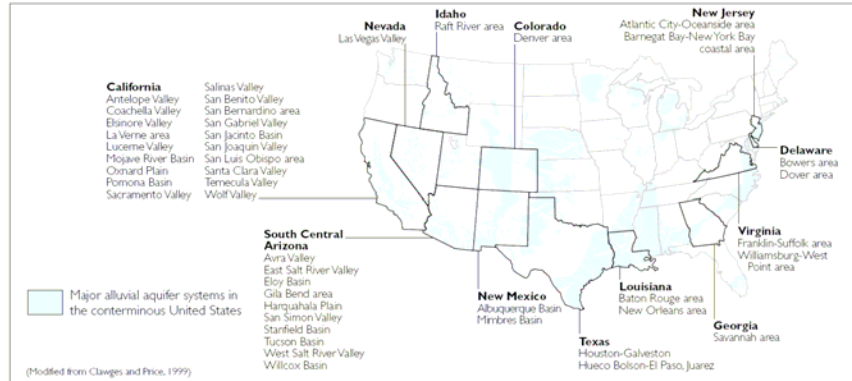 Idaho
Raft River area
Nevada
Las Vegas Valley
Colorado
Denver area
New Jersey
Atlantic City-Oceanside area
Barnegat Bay-New York Bay
coastal area
California
Antelope Valley
Coachella Valley
Elsinore Valley
La Verne area
Lucerne Valley
Mojave River Basin
Oxnard Plain
Pomona Basin
Sacramento Valley
Salinas Valley
San Benito Valley
San Bernardino area
San Gabriel Valley
San Jacinto Basin
San Joaquin Valley
San Luis Obispo area
Santa Clara Valley
Temecula Valley
Wolf Valley
Delaware
Bowers area
Dover area
Virginia
Franklin-Suffolk area
Williamsburg-West
Point area
South Central
Arizona
Avra Valley
East Salt River Valley
Eloy Basin
Gila Bend area
Harquahala Plain
San Simon Valley
Stanfield Basin
Tucson Basin
West Salt River Valley
Willcox Basin
New Mexico
Albuquerque Basin
Mimbres Basin
Louisiana
Baton Rouge area
New Orleans area
Georgia
Savannah area
Texas
Houston-Galveston
Hueco Bolson-El Paso, Juarez
Major alluvial aquifer systems in
the conterminous United States
(Modified from Clawges and Price, 1999)